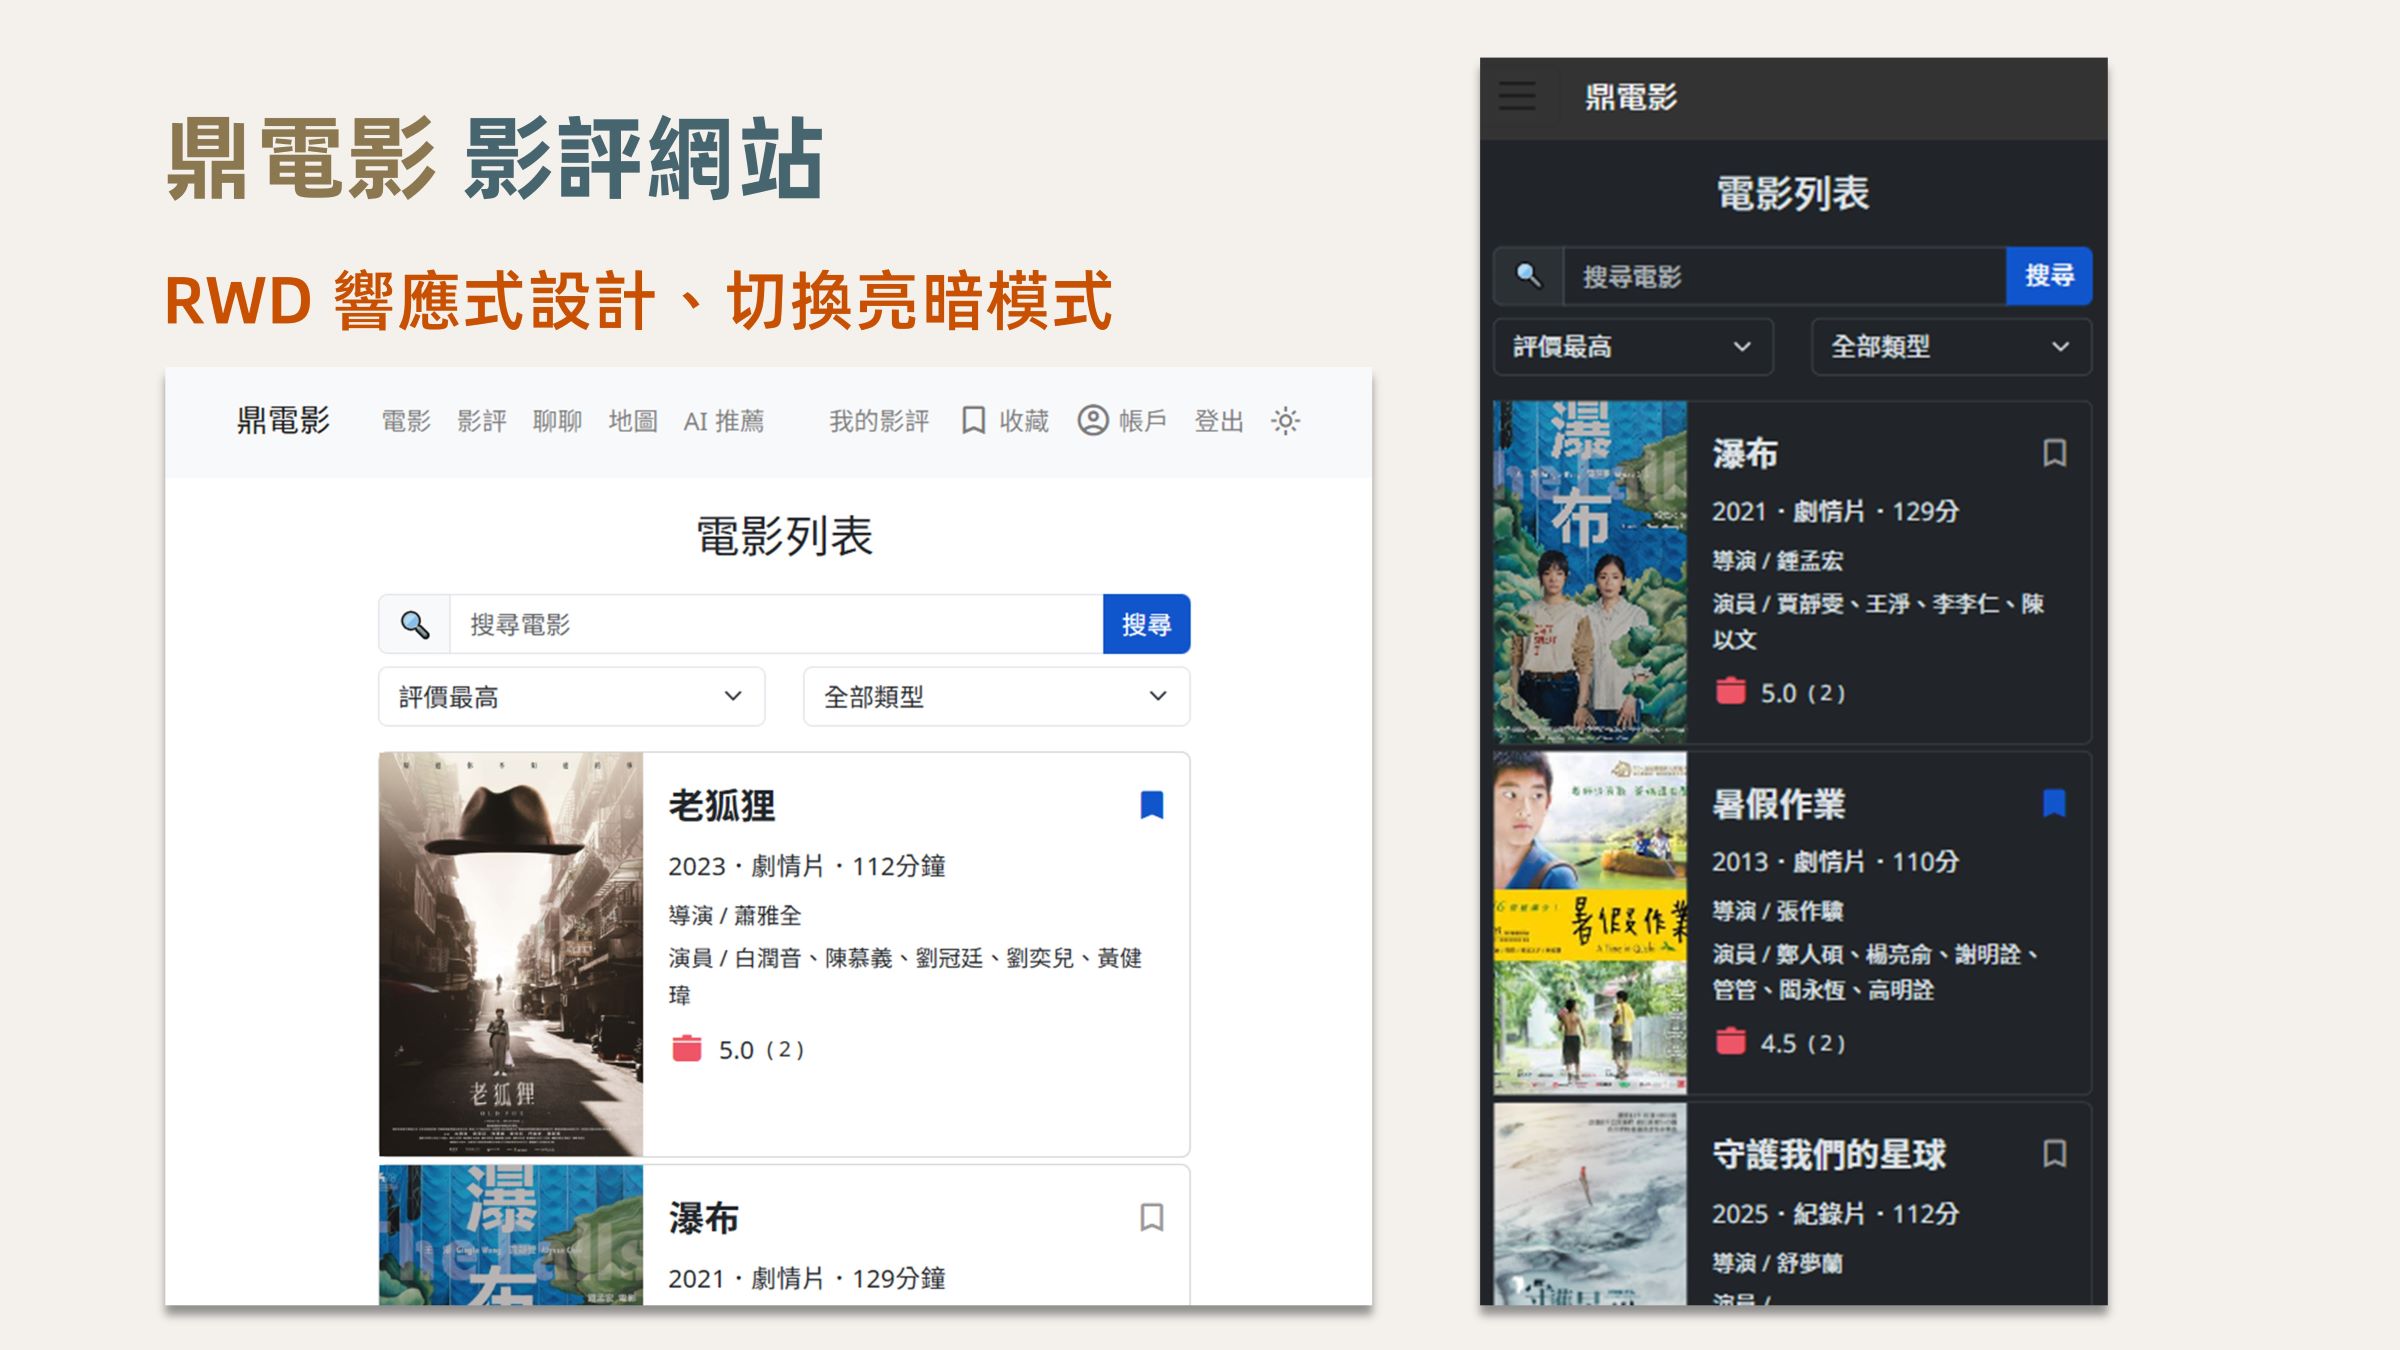 鼎電影 影評網站
RWD 響應式設計、切換亮暗模式
鼎電影 電影 影評 聊聊 地圖 AI 推薦 我的影評 收藏 帳戶 登出
電影列表
搜尋電影 搜尋
評價最高 全部類型
老狐狸
2023・劇情片・112分鐘
導演 / 蕭雅全
演員 / 白潤音、陳慕義、劉冠廷、劉奕兒、黃健
瑋
5.0 (2)
老狐狸
OLD FOX
瀑布
2021・劇情片・129分鐘
瀑
布
The Falls
鼎電影
電影列表
搜尋電影 搜尋
評價最高 全部類型
瀑
布
瀑布
2021・劇情片・129分
導演 / 鍾孟宏
演員 / 賈靜雯、王淨、李李仁、陳
以文
5.0 (2)
暑假作業
暑假作業
2013・劇情片・110分
導演 / 張作驥
演員 / 鄭人碩、楊亮俞、謝明詮、
管管、閻永恆、高明詮
4.5 (2)
守護我們的星球
2025・紀錄片・112分
導演 / 舒夢蘭
演員 /